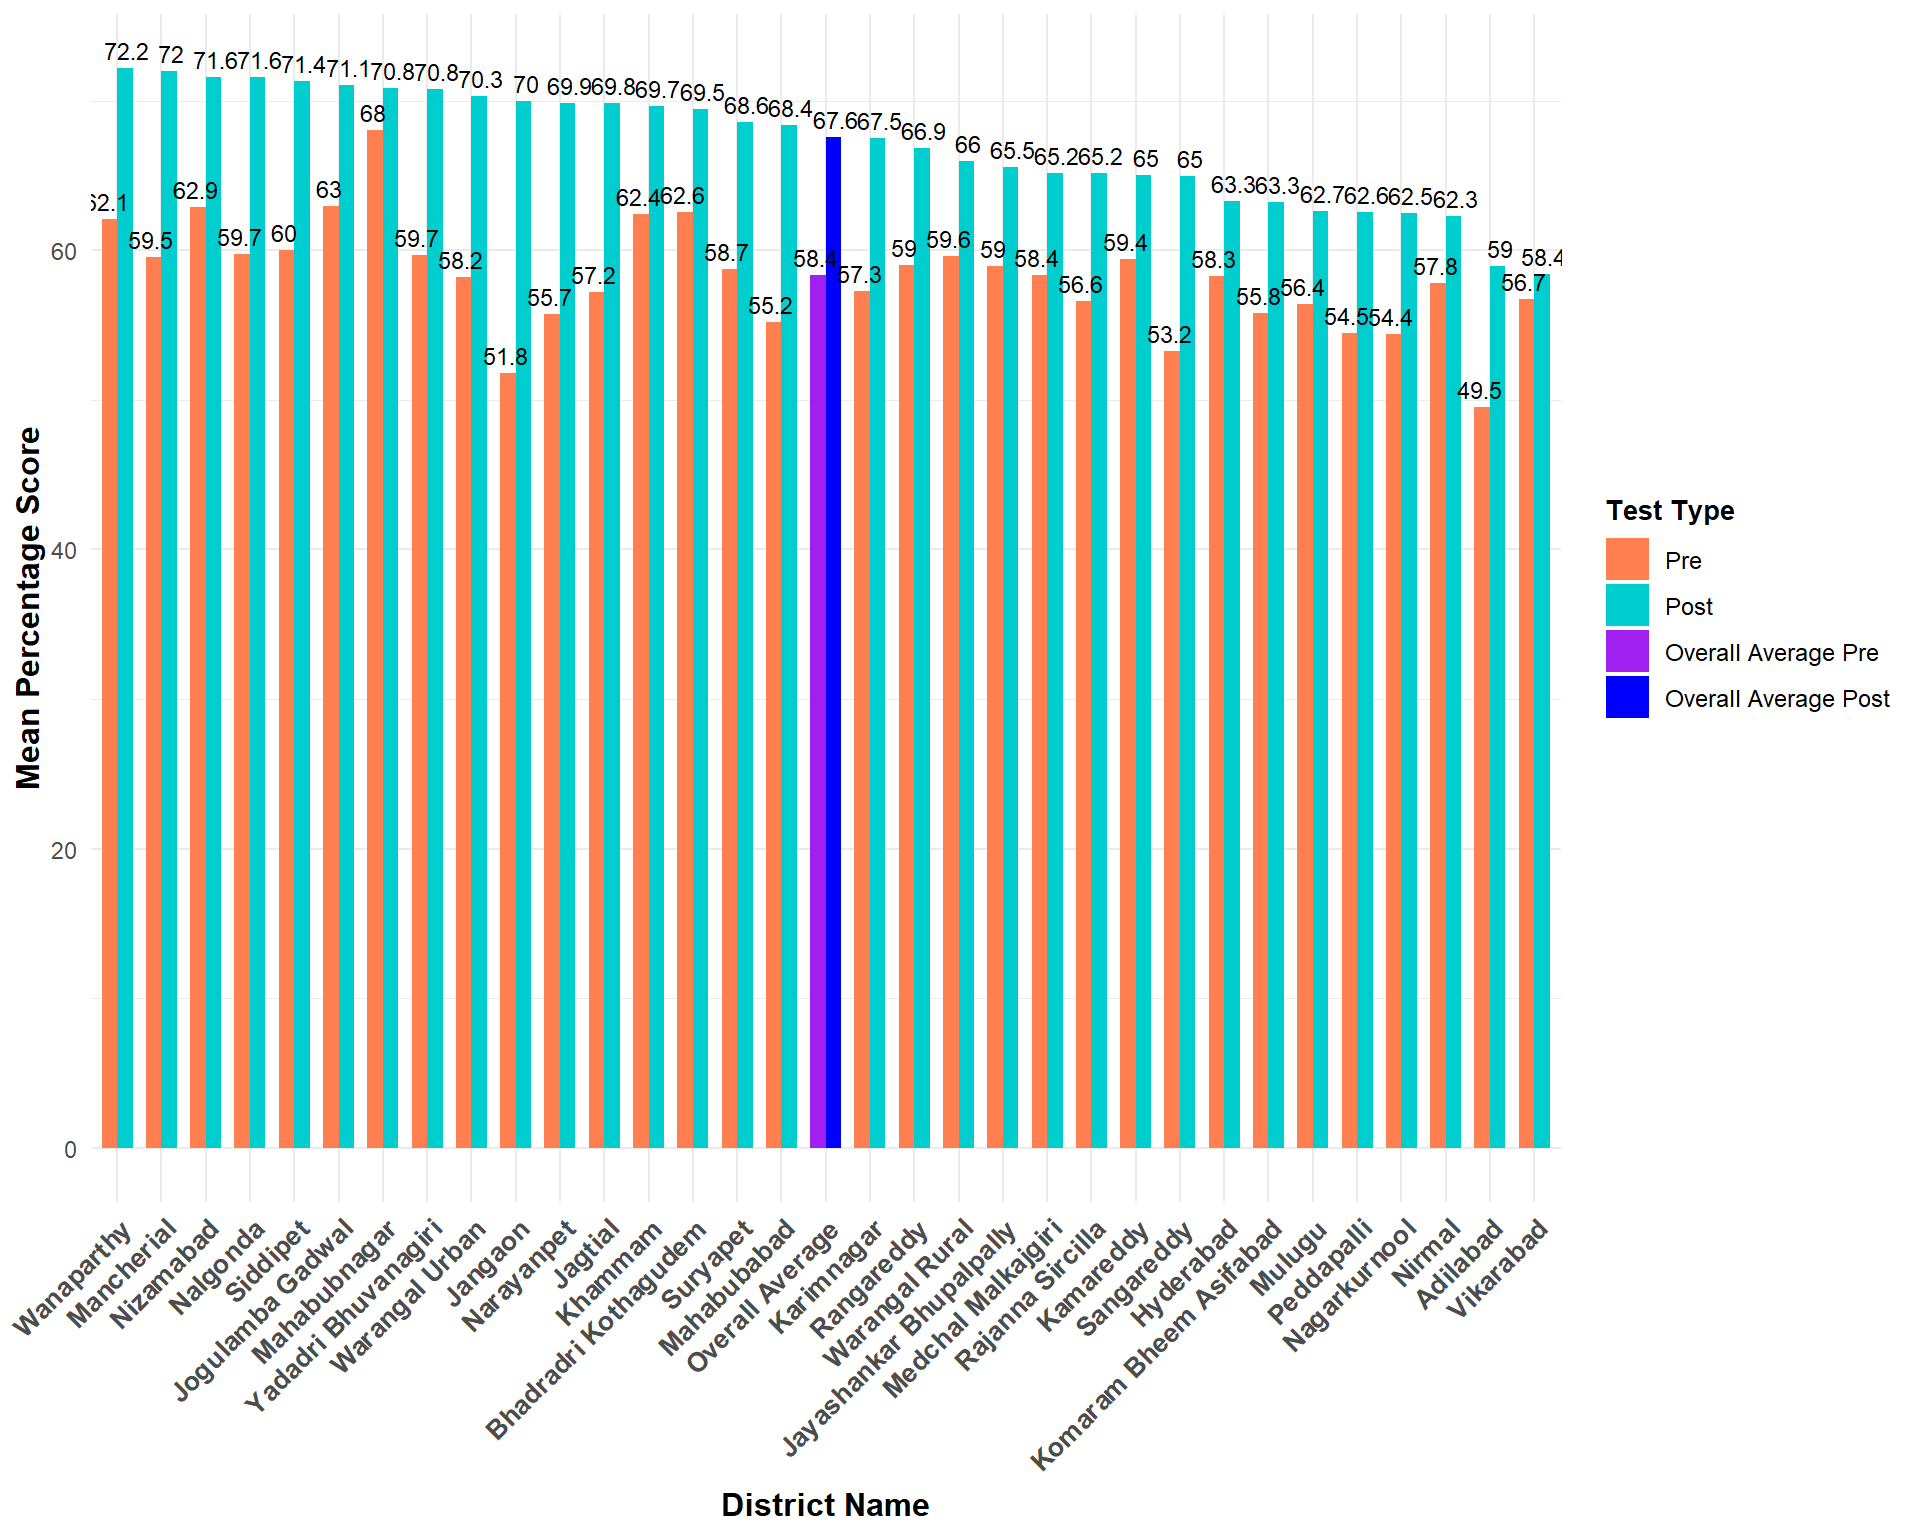 72.2 72 71.6 71.6 71.4 71.1 70.8 70.8 70.3 70 69.9 69.8 69.7 69.5 68.6 68.4 67.6 67.5 66.9 66 65.5 65.2 65.2 65 65 63.3 63.3 62.7 62.6 62.5 62.3 59 58.4
62.1 59.5 62.9 59.7 60 63 68 59.7 58.2 51.8 55.7 57.2 62.4 62.6 58.7 55.2 58.4 57.3 59 59.6 59 58.4 56.6 59.4 53.2 58.3 55.8 56.4 54.5 54.4 57.8 49.5 56.7
Mean Percentage Score
60
40
20
0
Wanaparthy
Mancherial
Nizamabad
Nalgonda
Siddipet
Jogulamba Gadwal
Mahabubnagar
Yadadri Bhuvanagiri
Warangal Urban
Jangaon
Narayanpet
Jagtial
Khammam
Bhadradri Kothagudem
Suryapet
Mahabubabad
Overall Average
Karimnagar
Rangareddy
Warangal Rural
Jayashankar Bhupalpally
Medchal Malkajgiri
Rajanna Sircilla
Kamareddy
Sangareddy
Hyderabad
Komaram Bheem Asifabad
Mulugu
Peddapalli
Nagarkurnool
Nirmal
Adilabad
Vikarabad
District Name
Test Type
Pre
Post
Overall Average Pre
Overall Average Post